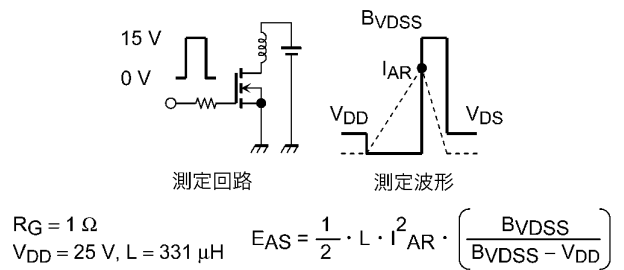 15 V
0 V
BVDSS
IAR
VDD
VDS
測定回路
測定波形
RG = 1 Ω
VDD = 25 V, L = 331 μH
EAS = 1/2 · L · I²AR · (BVDSS / (BVDSS − VDD))